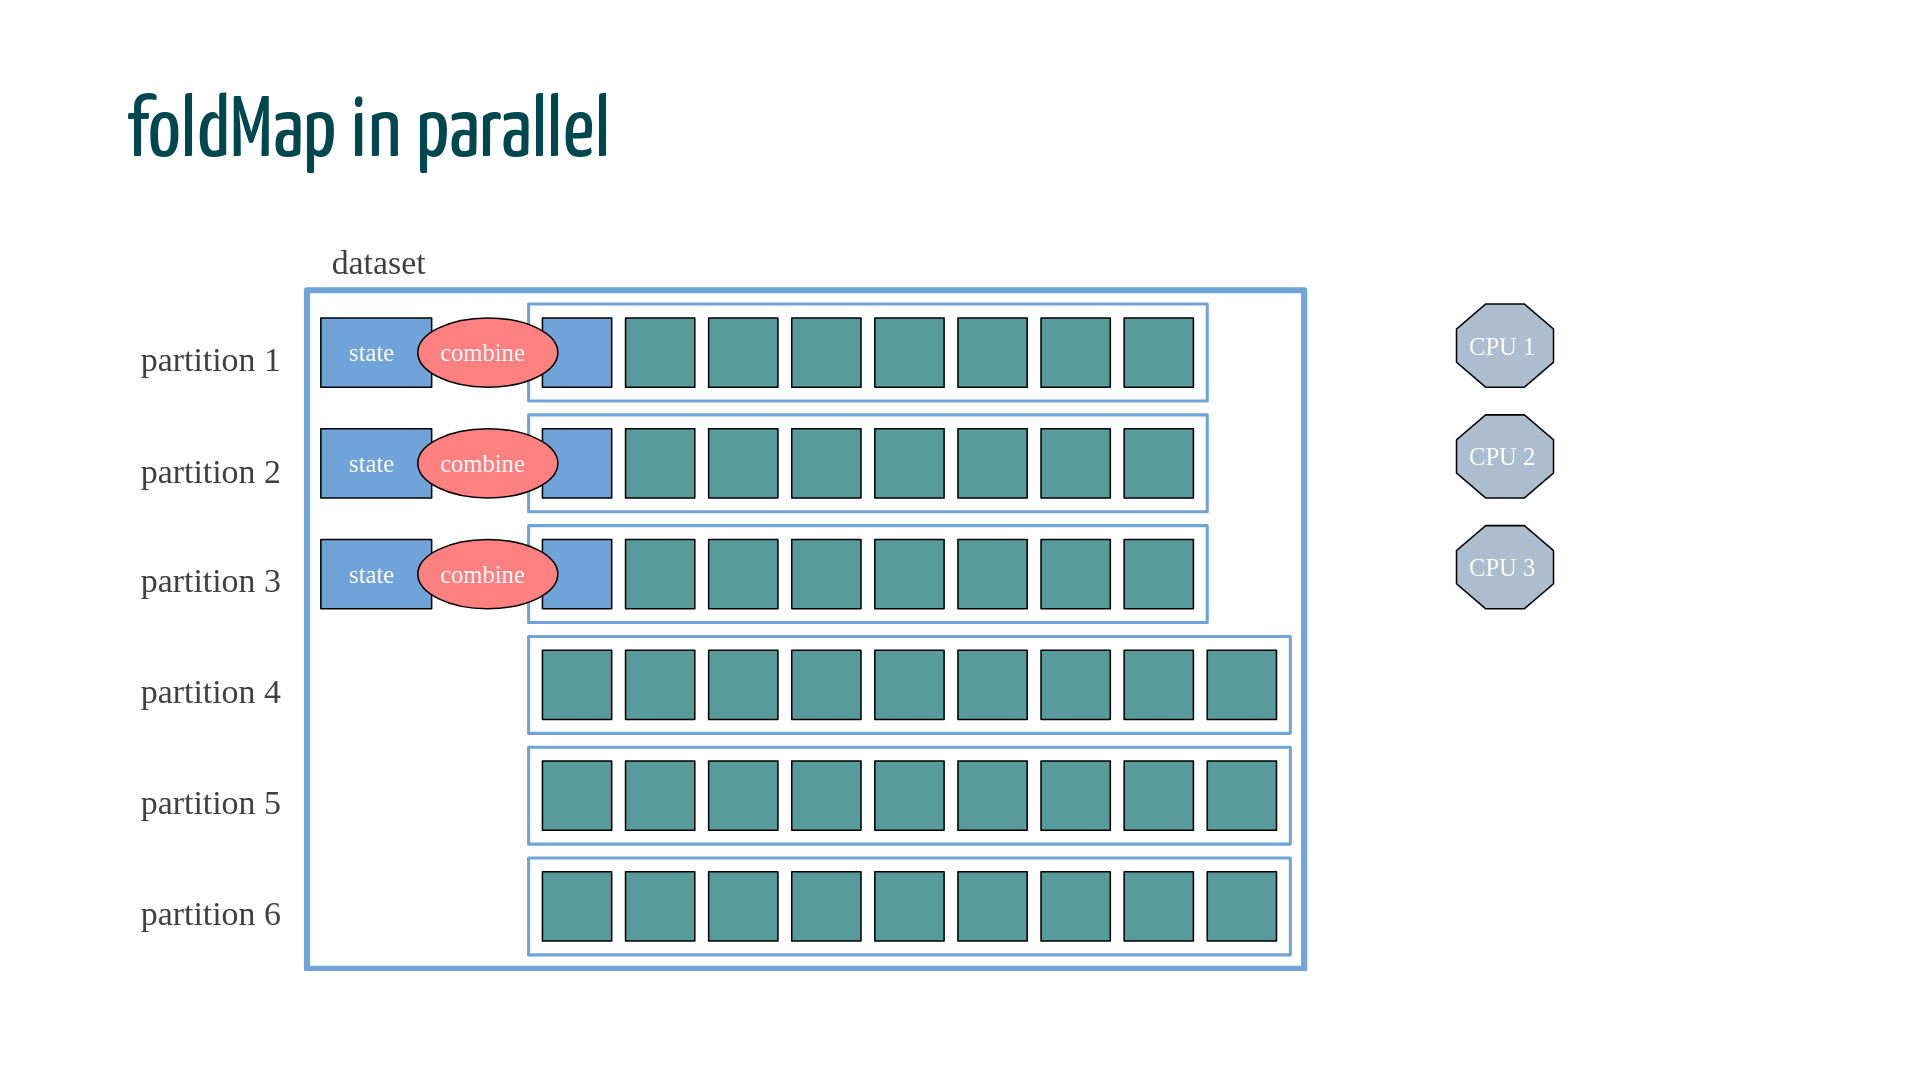 foldMap in parallel
dataset
partition 1
state
combine
CPU 1
partition 2
state
combine
CPU 2
partition 3
state
combine
CPU 3
partition 4
partition 5
partition 6